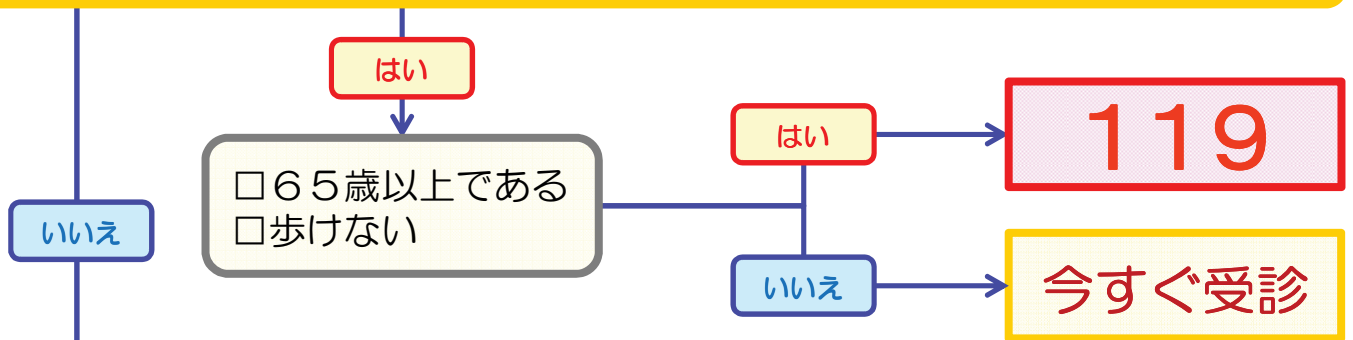 はい
はい
119
□65歳以上である
□歩けない
いいえ
いいえ
今すぐ受診